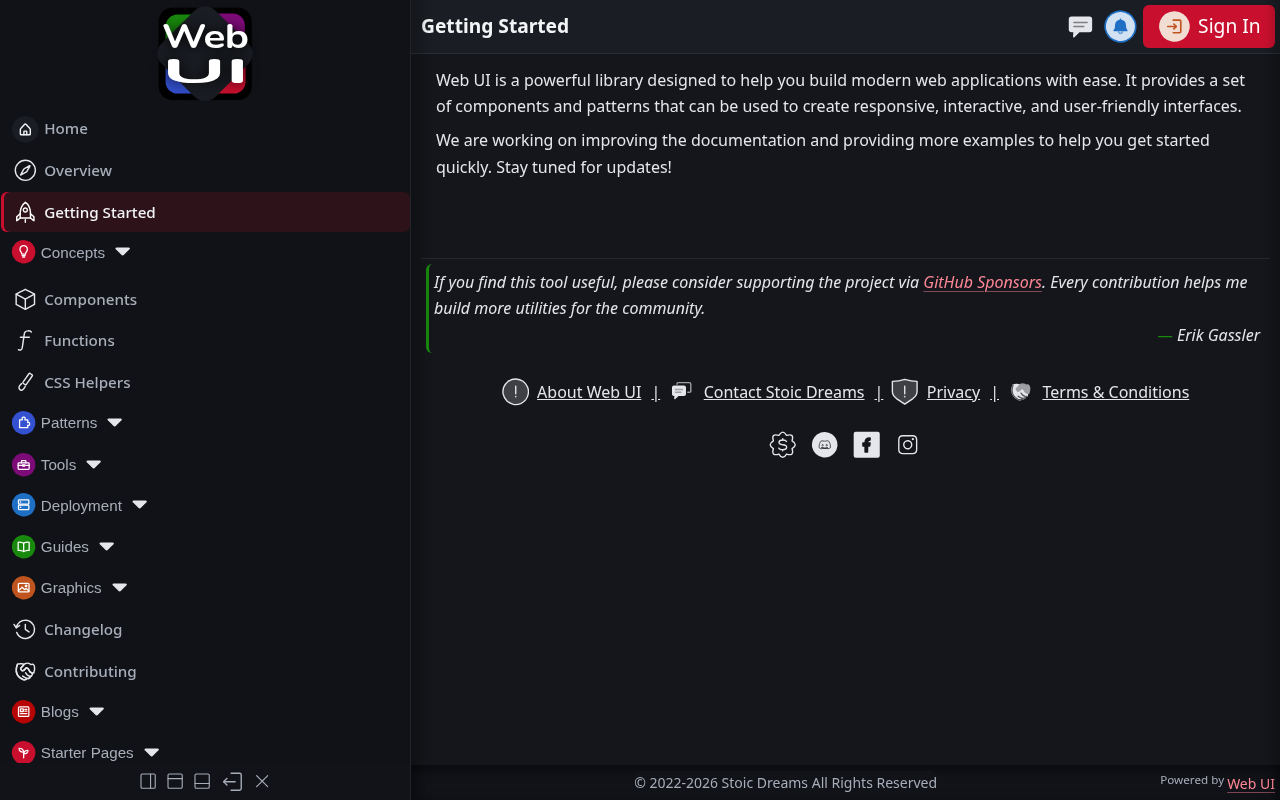 Web
UI
Home
Overview
Getting Started
Concepts
Components
Functions
CSS Helpers
Patterns
Tools
Deployment
Guides
Graphics
Changelog
Contributing
Blogs
Starter Pages
Getting Started
Sign In
Web UI is a powerful library designed to help you build modern web applications with ease. It provides a set
of components and patterns that can be used to create responsive, interactive, and user-friendly interfaces.
We are working on improving the documentation and providing more examples to help you get started
quickly. Stay tuned for updates!
If you find this tool useful, please consider supporting the project via GitHub Sponsors. Every contribution helps me
build more utilities for the community.
— Erik Gassler
About Web UI | Contact Stoic Dreams | Privacy | Terms & Conditions
© 2022-2026 Stoic Dreams All Rights Reserved
Powered by Web UI